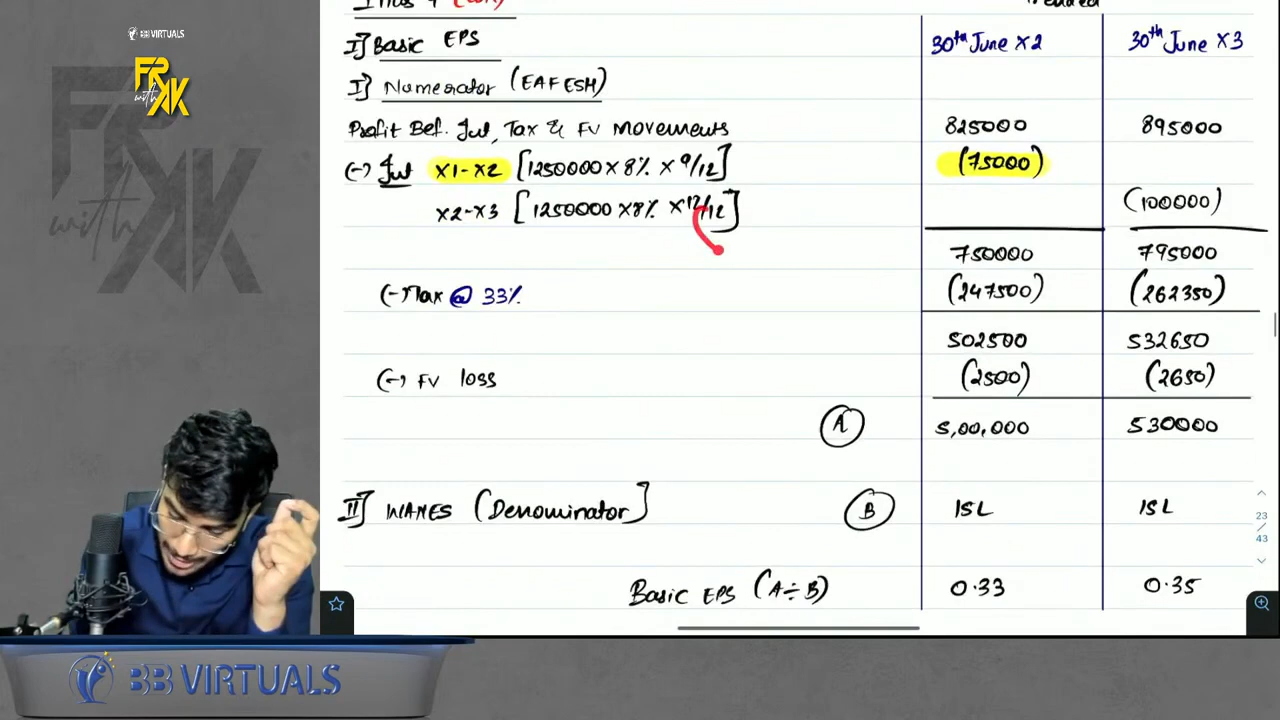 BB VIRTUALS
FR with AK
I] Basic EPS
30th June X2 30th June X3
I] Numerator (EAFESH)
Profit Bef. Int, Tax & FV Movements 825000 895000
(-) Int X1-X2 [1250000 x 8% x 9/12] (75000)
X2-X3 [1250000 x 8% x 12/12] (100000)
750000 795000
(-) Tax @ 33% (247500) (262350)
502500 532650
(-) FV loss (2500) (2650)
A 5,00,000 530000
II] WANES (Denominator] B 15L 15L
Basic EPS (A÷B) 0.33 0.35
23
/
43
BB VIRTUALS